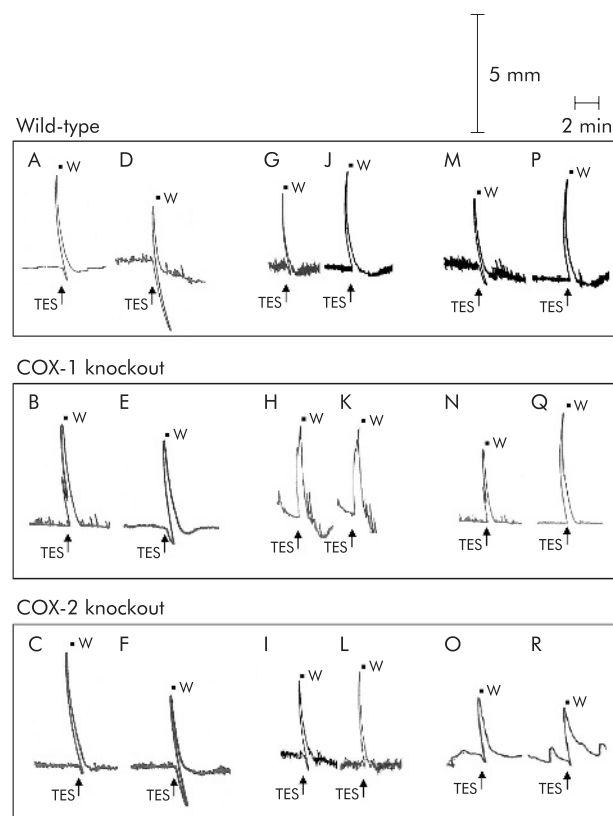 5 mm
2 min
Wild-type
A D G J M P
W W W W W W
TES TES TES TES TES TES
COX-1 knockout
B E H K N Q
W W W W W W
TES TES TES TES TES TES
COX-2 knockout
C F I L O R
W W W W W W
TES TES TES TES TES TES